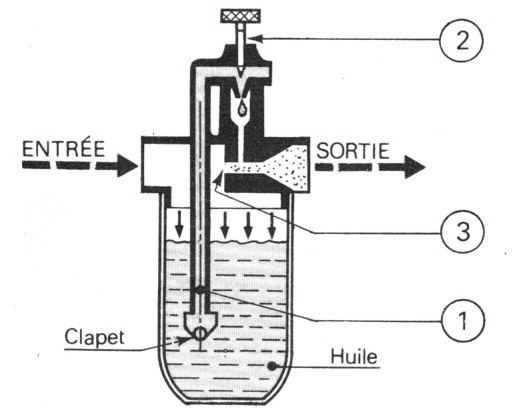 2
ENTRÉE
SORTIE
3
1
Clapet
Huile